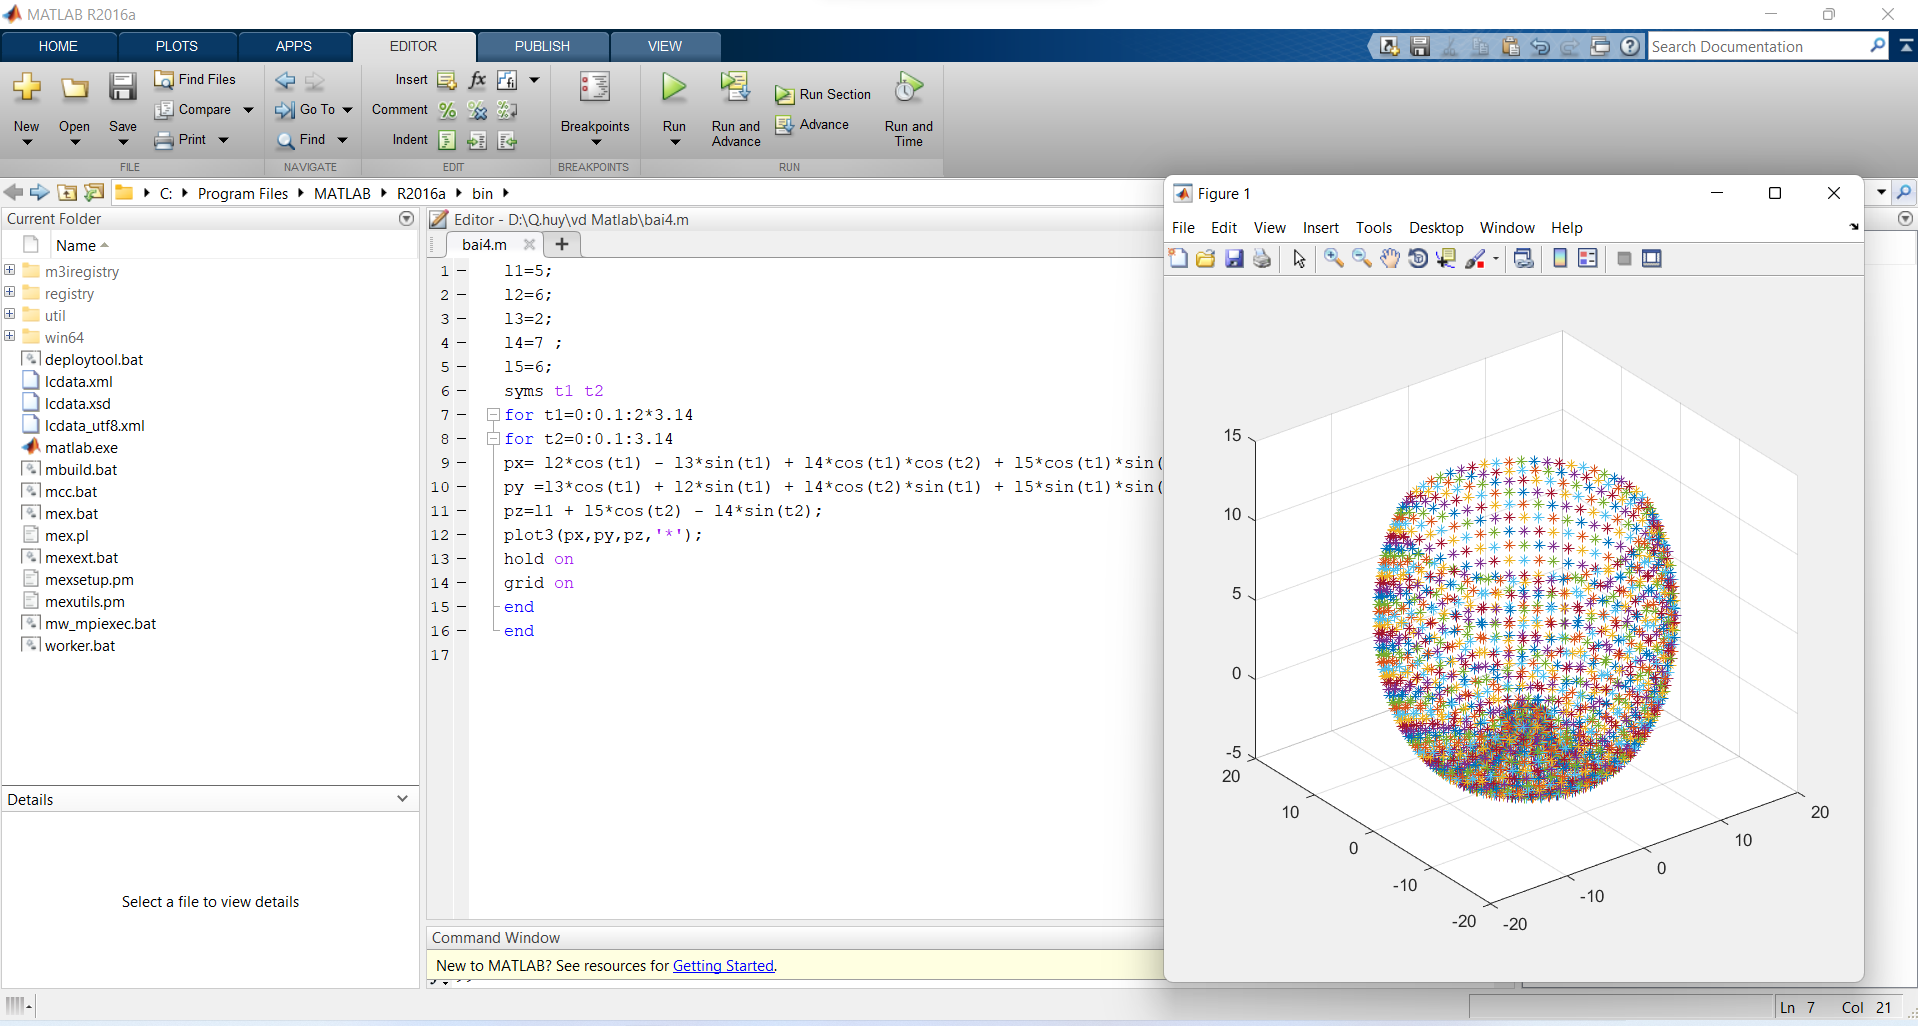 MATLAB R2016a
HOME PLOTS APPS EDITOR PUBLISH VIEW
Search Documentation
New Open Save
Find Files
Compare
Print
FILE
Go To
Find
NAVIGATE
Insert
Comment
Indent
EDIT
Breakpoints
BREAKPOINTS
Run
Run and Advance
Run Section
Advance
Run and Time
RUN
C: Program Files MATLAB R2016a bin
Current Folder
Name
m3iregistry
registry
util
win64
deploytool.bat
lcdata.xml
lcdata.xsd
lcdata_utf8.xml
matlab.exe
mbuild.bat
mcc.bat
mex.bat
mex.pl
mexext.bat
mexsetup.pm
mexutils.pm
mw_mpiexec.bat
worker.bat
Details
Select a file to view details
Editor - D:\Q.huy\vd Matlab\bai4.m
bai4.m
1 l1=5;
2 l2=6;
3 l3=2;
4 l4=7 ;
5 l5=6;
6 syms t1 t2
7 for t1=0:0.1:2*3.14
8 for t2=0:0.1:3.14
9 px= l2*cos(t1) - l3*sin(t1) + l4*cos(t1)*cos(t2) + l5*cos(t1)*sin(
10 py =l3*cos(t1) + l2*sin(t1) + l4*cos(t2)*sin(t1) + l5*sin(t1)*sin(
11 pz=l1 + l5*cos(t2) - l4*sin(t2);
12 plot3(px,py,pz,'*');
13 hold on
14 grid on
15 end
16 end
17
Command Window
New to MATLAB? See resources for Getting Started.
Figure 1
File Edit View Insert Tools Desktop Window Help
15
10
5
0
-5
20
10
0
-10
-20
-20
-10
0
10
20
Ln 7 Col 21